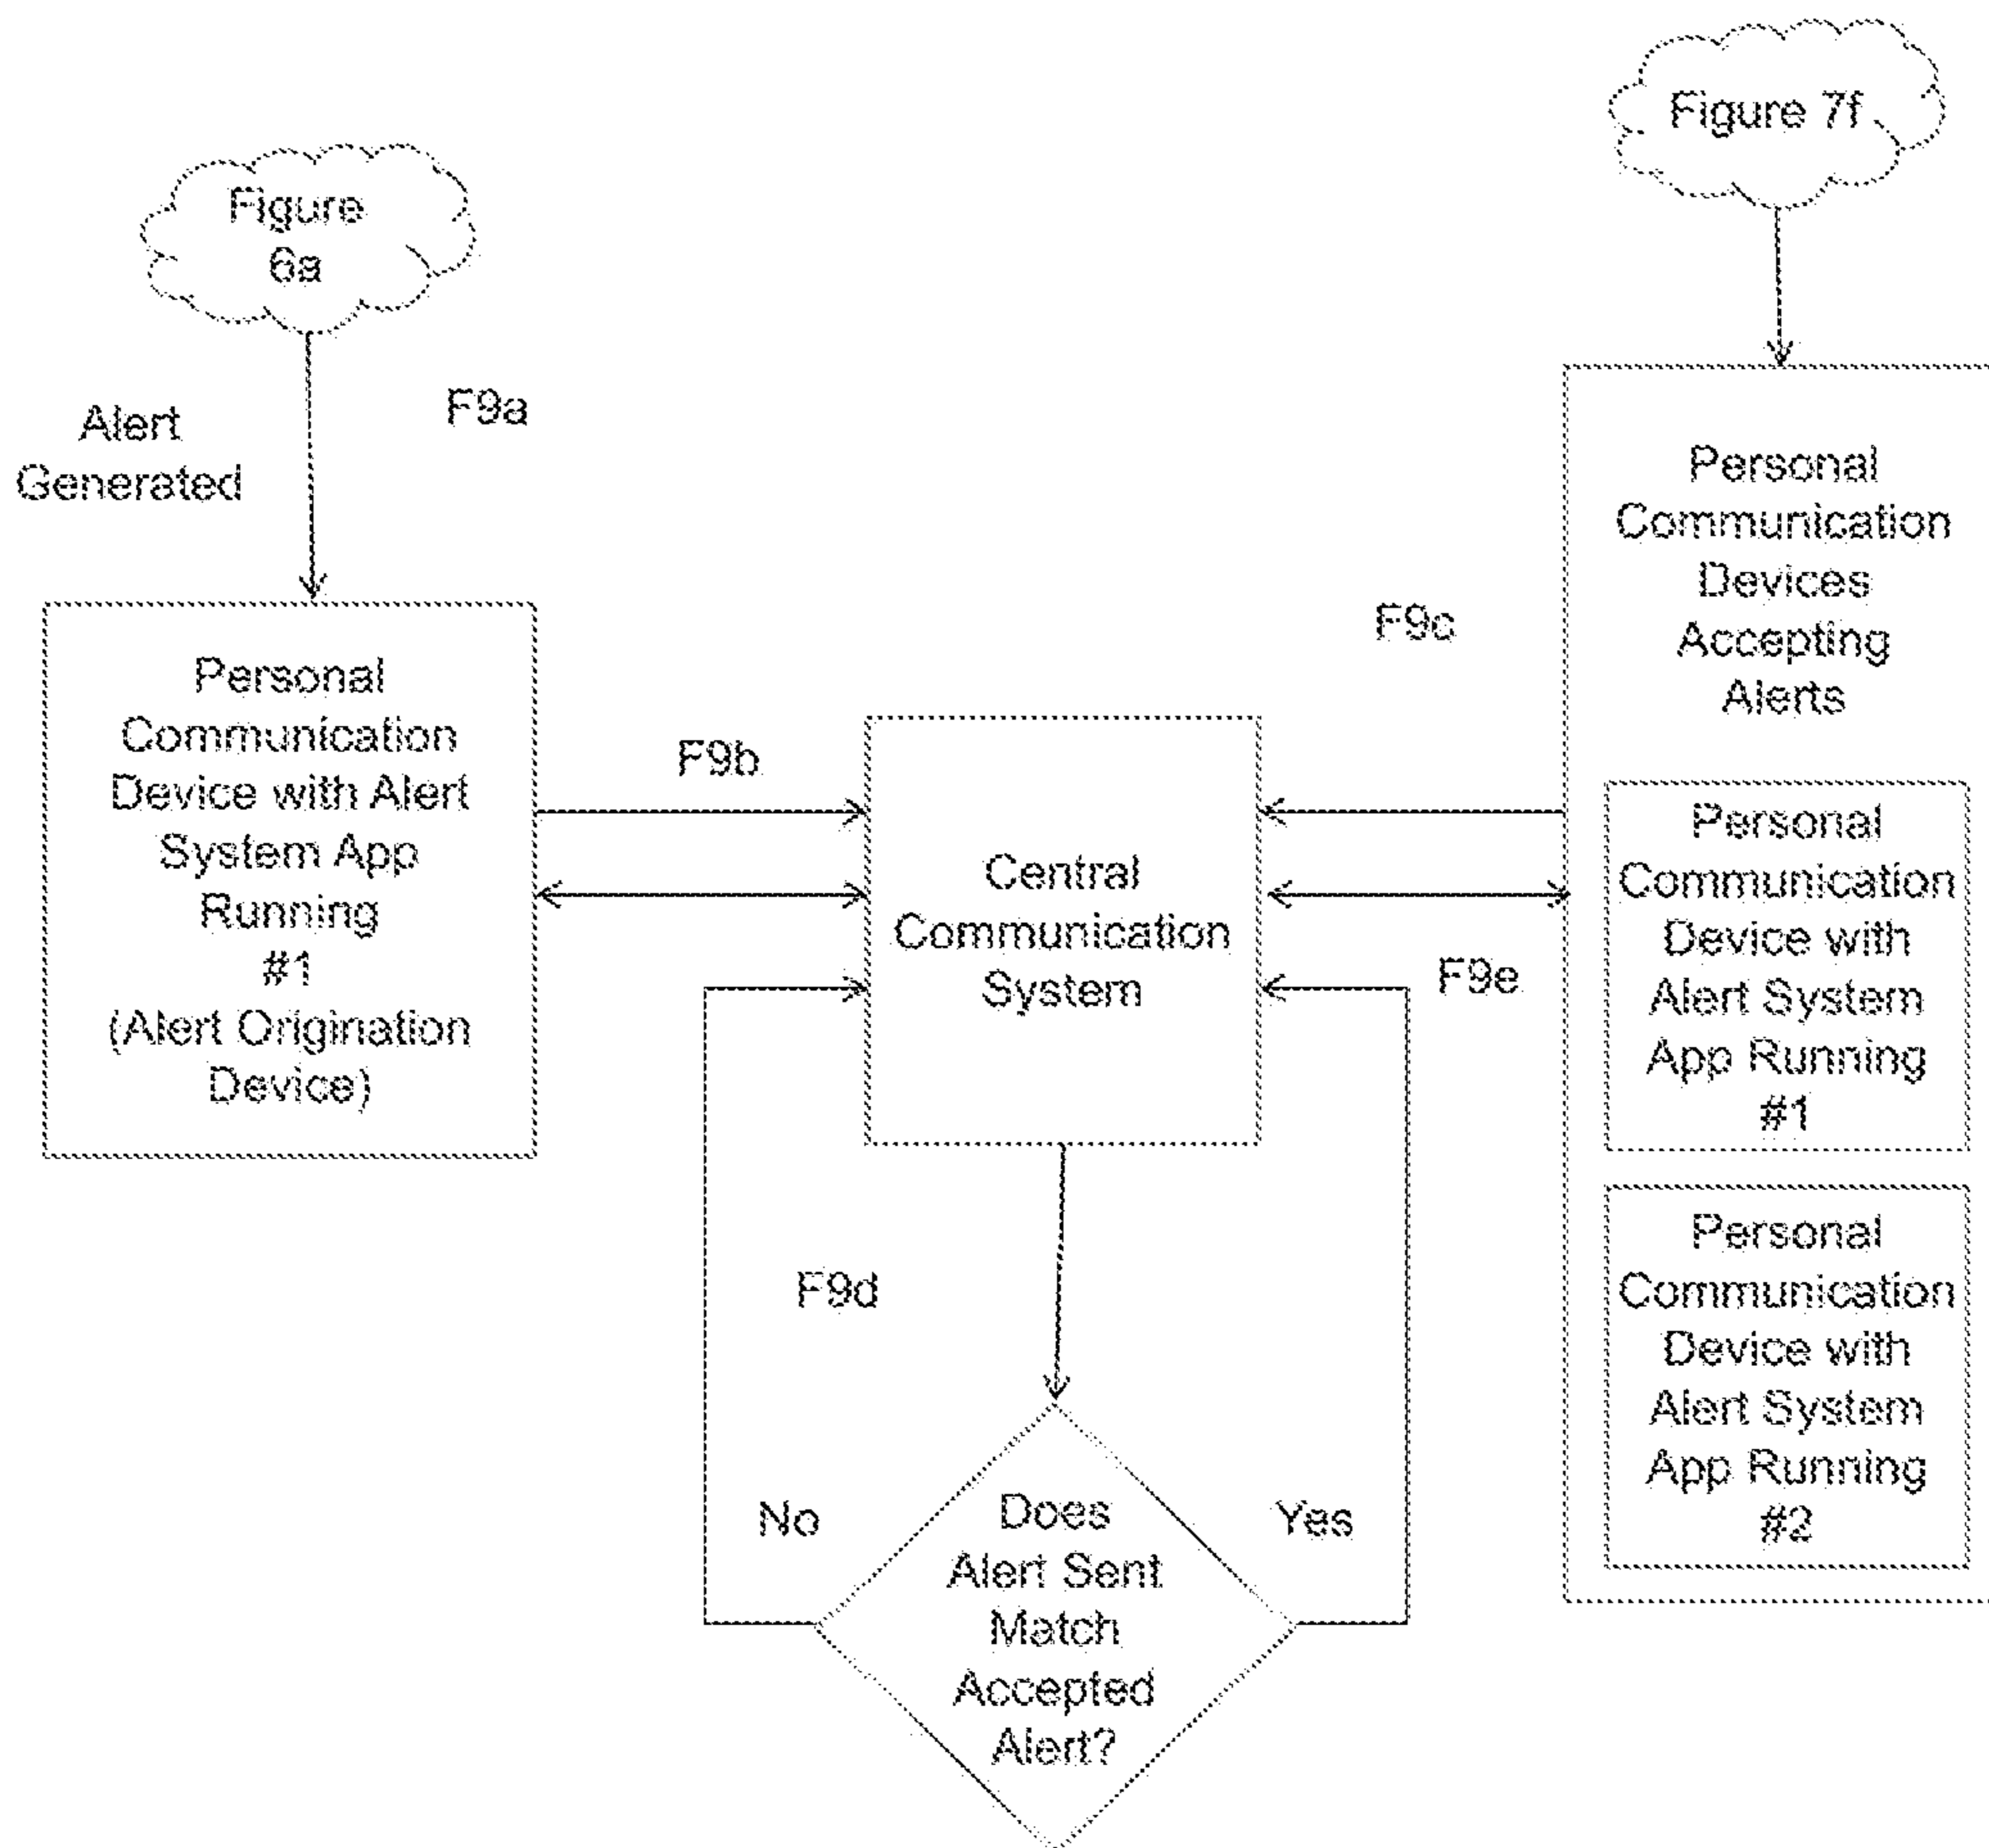 Figure
6a
Alert
Generated
F9a
Personal
Communication
Device with Alert
System App
Running
#1
(Alert Origination
Device)
F9b
Central
Communication
System
F9d
No
Does
Alert Sent
Match
Accepted
Alert?
Yes
F9c
F9e
Figure 7f
Personal
Communication
Devices
Accepting
Alerts
Personal
Communication
Device with
Alert System
App Running
#1
Personal
Communication
Device with
Alert System
App Running
#2